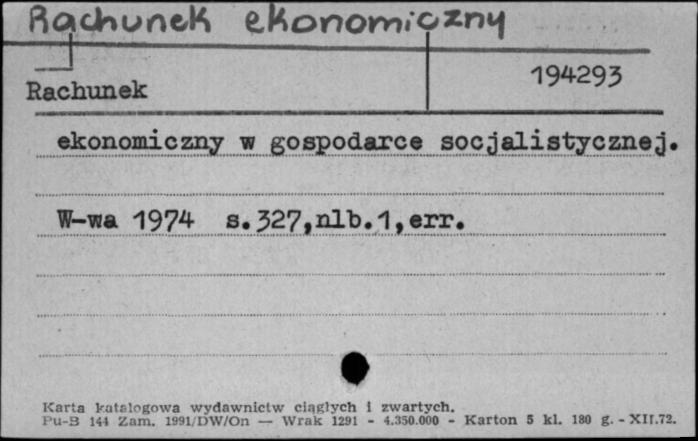 Rachunek ekonomiczny
194293
Rachunek
ekonomiczny w gospodarce socjalistycznej.
W-wa 1974 s.327,nlb.1,err.
Karta katalogowa wydawnictw ciągłych i zwartych.
Pu-B 144 Zam. 1991/DW/On — Wrak 1291 - 4.350.000 - Karton 5 kl. 180 g. - XII.72.